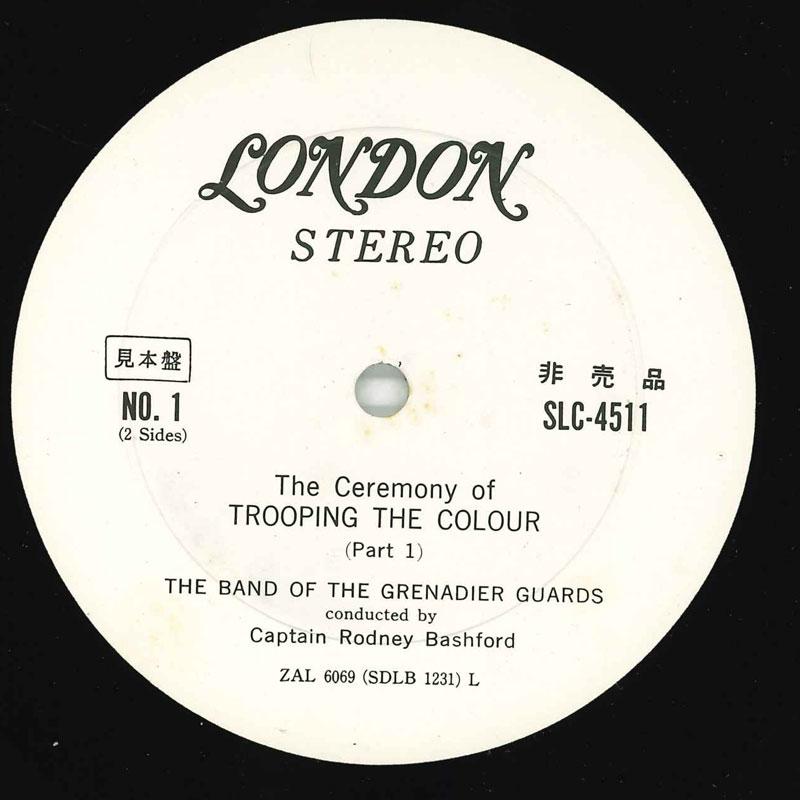 LONDON
STEREO
見本盤
NO. 1
(2 Sides)
非売品
SLC-4511
The Ceremony of
TROOPING THE COLOUR
(Part 1)
THE BAND OF THE GRENADIER GUARDS
conducted by
Captain Rodney Bashford
ZAL 6069 (SDLB 1231) L